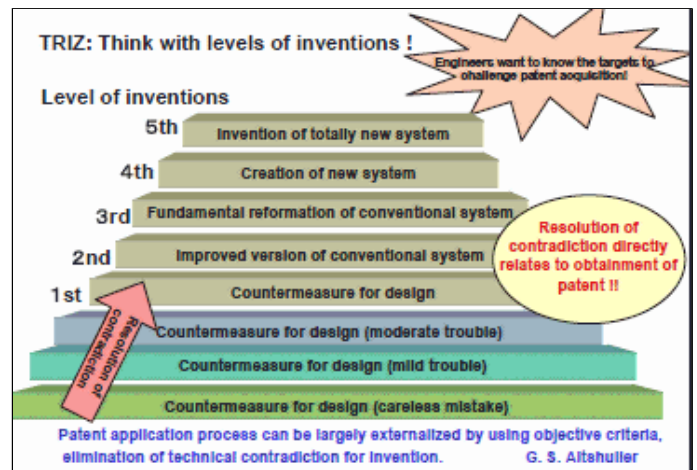 TRIZ: Think with levels of inventions !
Engineers want to know the targets to
challenge patent acquisition!
Level of inventions
5th
Invention of totally new system
4th
Creation of new system
3rd
Fundamental reformation of conventional system
2nd
Improved version of conventional system
1st
Countermeasure for design
Resolution of
contradiction directly
relates to obtainment of
patent !!
Resolution of
contradiction
Countermeasure for design (moderate trouble)
Countermeasure for design (mild trouble)
Countermeasure for design (careless mistake)
Patent application process can be largely externalized by using objective criteria,
elimination of technical contradiction for invention. G. S. Altshuller